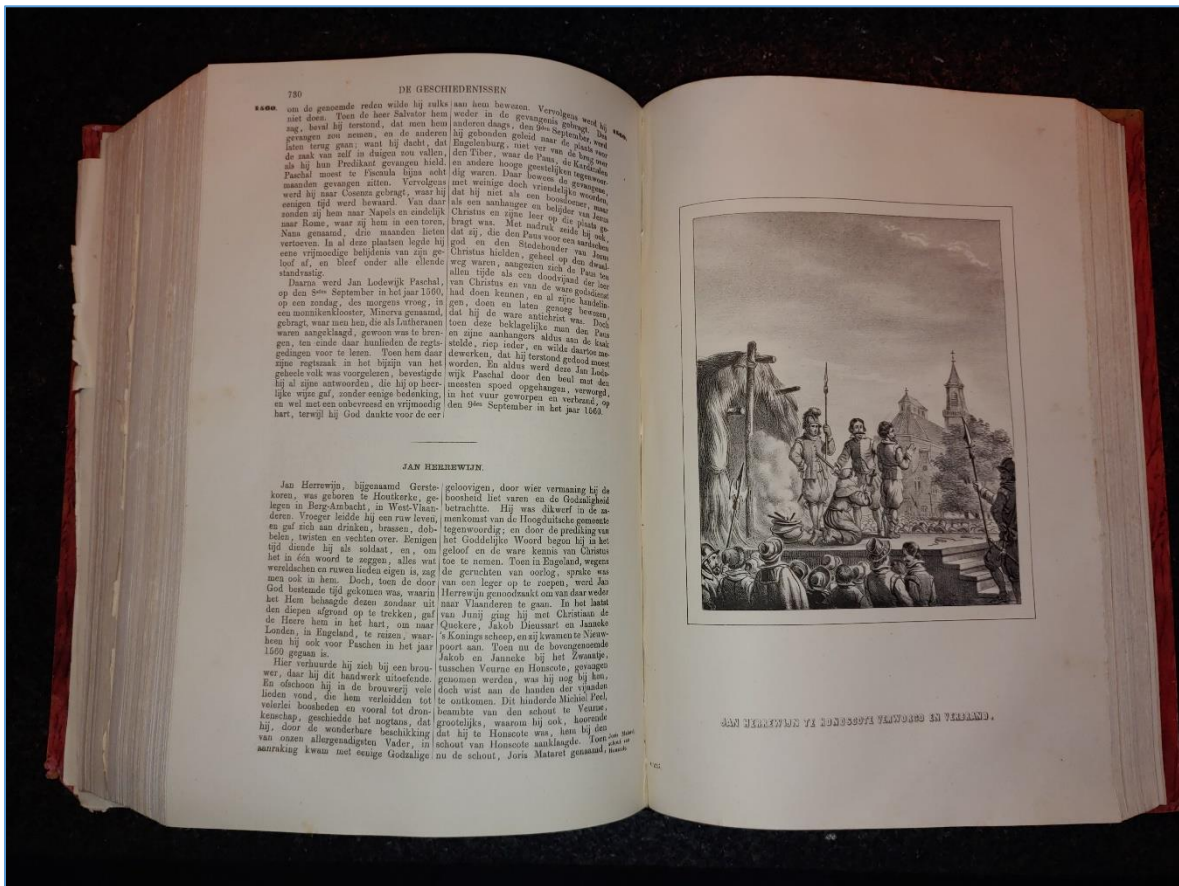 730
DE GESCHIEDENISSEN
1560.
om de genoemde reden wilde hij zulks
niet doen. Toen de heer Salvator hem
zag, beval hij terstond, dat men hem
gevangen zou nemen, en de anderen
laten terug gaan; want hij dacht, dat
de zaak van zelf in duigen zou vallen,
als hij hun Predikant gevangen hield.
Paschal moest te Fiscaula bijna acht
maanden gevangen zitten. Vervolgens
werd hij naar Cosenza gebragt, waar hij
eenigen tijd werd bewaard. Van daar
zonden zij hem naar Napels en eindelijk
naar Rome, waar zij hem in een toren,
Nana genaamd, drie maanden lieten
vertoeven. In al deze plaatsen legde hij
eene vrijmoedige belijdenis van zijn ge-
loof af, en bleef onder alle ellende
standvastig.
Daarna werd Jan Lodewijk Paschal,
op den 8sten September in het jaar 1560,
op een zondag, des morgens vroeg, in
een monnikenklooster, Minerva genaamd,
gebragt, waar men hen, die als Lutheranen
waren aangeklaagd, gewoon was te bren-
gen, ten einde daar hunlieden de regts-
gedingen voor te lezen. Toen hem daar
zijne regtszaak in het bijzijn van het
geheele volk was voorgelezen, bevestigde
hij al zijne antwoorden, die hij op heer-
lijke wijze gaf, zonder eenige bedenking,
en wel met een onbevreesd en vrijmoedig
hart, terwijl hij God dankte voor de eer
aan hem bewezen. Vervolgens werd hij
weder in de gevangenis gebragt. Des
anderen daags, den 9den September, werd
hij gebonden geleid naar de plaats voor
Engelenburg, niet ver van de brug over
den Tiber, waar de Paus, de Kardinalen
en andere hooge geestelijken tegenwoor-
dig waren. Daar bewees de gevangene,
met weinige doch vriendelijke woorden,
dat hij niet als een boosdoener, maar
als een aanhanger en belijder van Jezus
Christus en zijne leer op die plaats ge-
bragt was. Met nadruk zeide hij ook,
dat zij, die den Paus voor een aardschen
god en den Stedehouder van Jezus
Christus hielden, geheel op den dwaal-
weg waren, aangezien zich de Paus ten
allen tijde als een doodvijand der leer
van Christus en van de ware godsdienst
had doen kennen, en al zijne handelin-
gen, doen en laten genoeg bewezen,
dat hij de ware antichrist was. Doch
toen deze beklagelijke man den Paus
en zijne aanhangers aldus aan de kaak
stelde, riep ieder, en wilde daartoe me-
dewerken, dat hij terstond gedood moest
worden. En aldus werd deze Jan Lode-
wijk Paschal door den beul met den
meesten spoed opgehangen, verworgd,
in het vuur geworpen en verbrand, op
den 9den September in het jaar 1560.
JAN HERREWIJN.
Jan Herrewijn, bijgenaamd Gerste-
koren, was geboren te Houtkerke, ge-
legen in Berg-Ambacht, in West-Vlaan-
deren. Vroeger leidde hij een ruw leven,
en gaf zich aan drinken, brassen, dob-
belen, twisten en vechten over. Eenigen
tijd diende hij als soldaat, en, om
het in één woord te zeggen, alles wat
wereldschen en ruwen lieden eigen is, zag
men ook in hem. Doch, toen de door
God bestemde tijd gekomen was, waarin
het Hem behaagde dezen zondaar uit
den diepen afgrond op te trekken, gaf
de Heere hem in het hart, om naar
Londen, in Engeland, te reizen, waar-
heen hij ook voor Paschen in het jaar
1560 gegaan is.
Hier verhuurde hij zich bij een brou-
wer, daar hij dit handwerk uitoefende.
En ofschoon hij in de brouwerij vele
lieden vond, die hem verleidden tot
velerlei boosheden en vooral tot dron-
kenschap, geschiedde het nogtans, dat
hij, door de wonderbare beschikking
van onzen allergenadigsten Vader, in
aanraking kwam met eenige Godzalige
geloovigen, door wier vermaning hij de
boosheid liet varen en de Godzaligheid
betrachtte. Hij was dikwerf in de za-
menkomst van de Hoogduitsche gemeente
tegenwoordig; en door de prediking van
het Goddelijke Woord begon hij in het
geloof en de ware kennis van Christus
toe te nemen. Toen in Engeland, wegens
de geruchten van oorlog, sprake was
van een leger op te roepen, werd Jan
Herrewijn genoodzaakt om van daar weder
naar Vlaanderen te gaan. In het laatst
van Junij ging hij met Christiaan de
Quekere, Jakob Dieussart en Janneke
's Konings scheep, en zij kwamen te Nieuw-
poort aan. Toen nu de bovengenoemde
Jakob en Janneke bij het Zwaantje,
tusschen Veurne en Honscote, gevangen
genomen werden, was hij nog bij hen,
doch wist aan de handen der vijanden
te ontkomen. Dit hinderde Michiel Peel,
beambte van den schout te Veurne,
grootelijks, waarom hij ook, hoorende
dat hij te Honscote was, hem bij den
schout van Honscote aanklaagde. Toen
nu de schout, Joris Mataret genaamd,
JAN HERREWIJN TE HONDSCOTE VERWORGD EN VERBRAND.